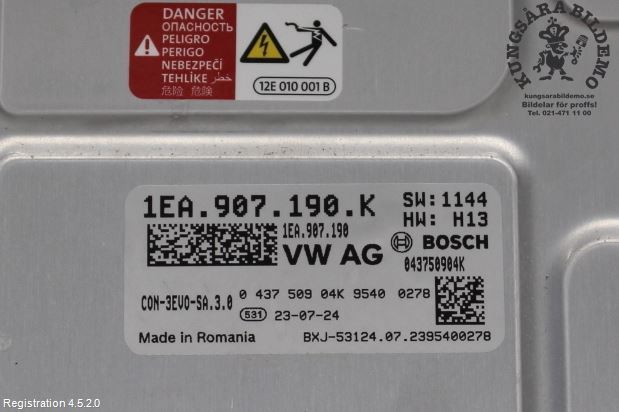 DANGER
ОПАСНОСТЬ
PELIGRO
PERIGO
NEBEZPEČÍ
TEHLİKE خطر
危险 危険
12E 010 001 B
KUNGSÄRA BILDEMO
kungsarabildemo.se
Bildelar för proffs!
Tel. 021-471 11 00
1EA.907.190.K
SW:1144
HW: H13
1EA.907.190
VW AG
BOSCH
043750904K
CON-3EVO-SA.3.0
0 437 509 04K 9540 0278
531 23-07-24
Made in Romania
BXJ-53124.07.2395400278
Registration 4.5.2.0